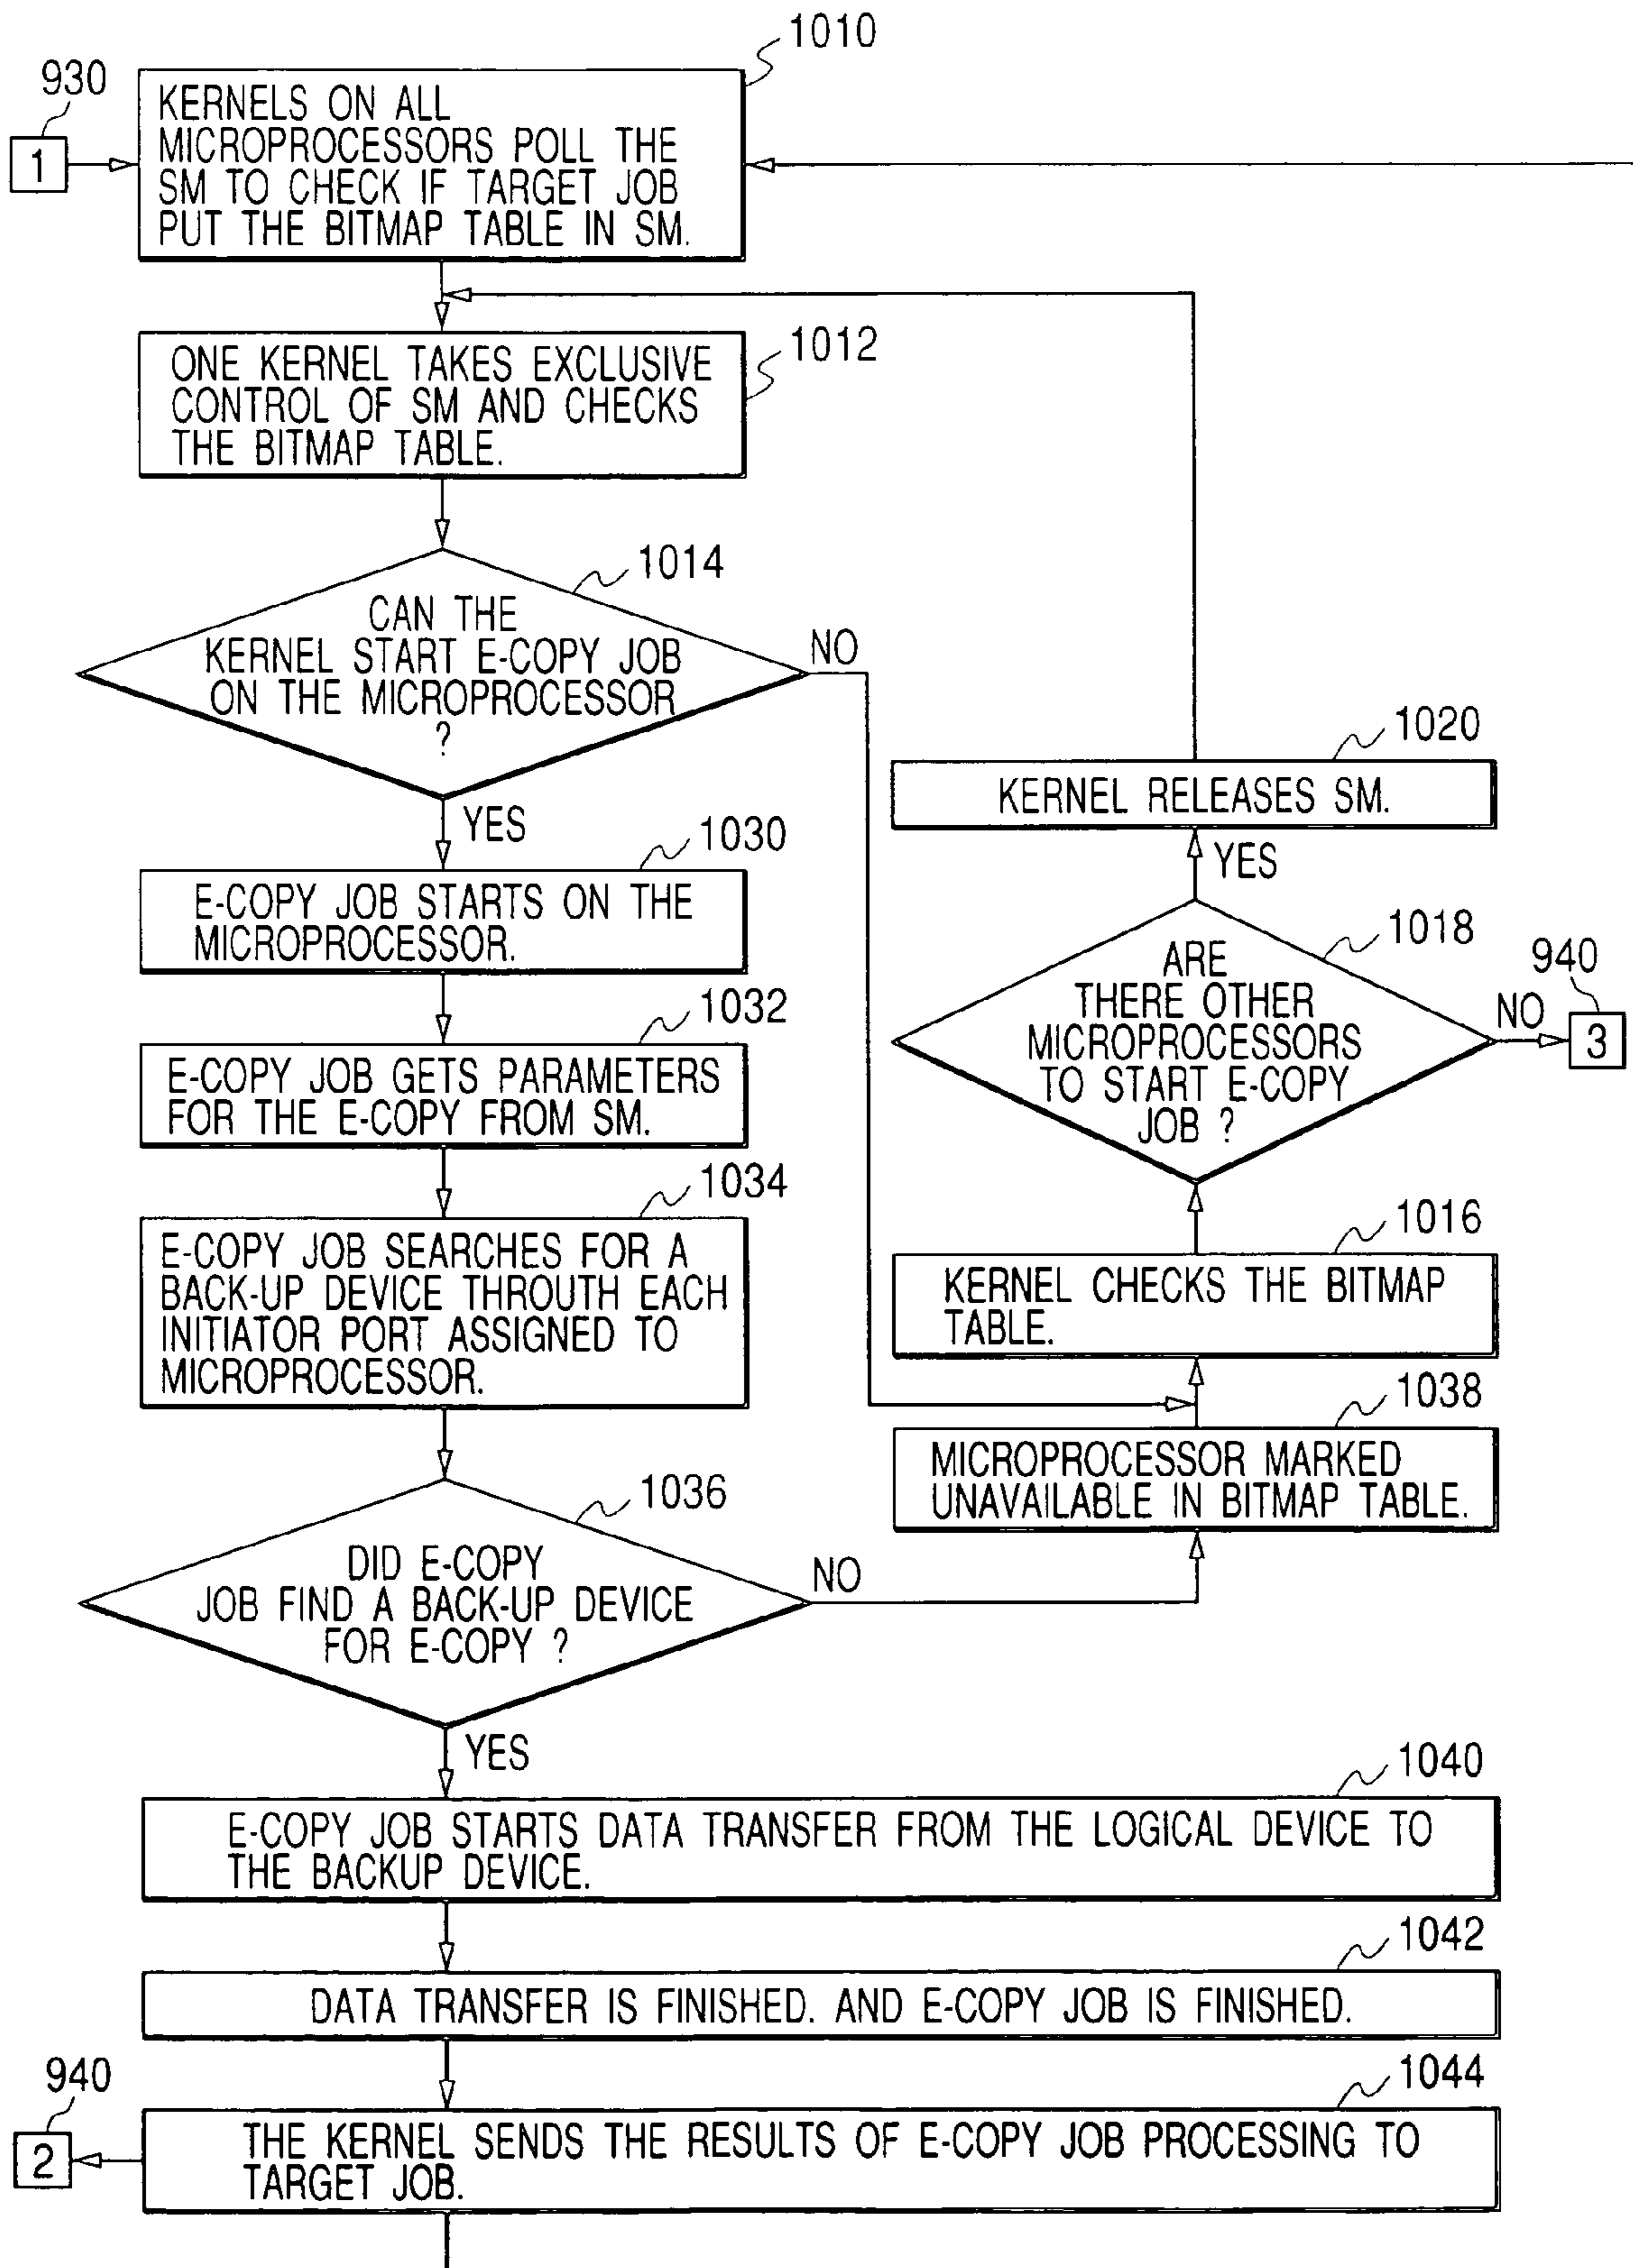 1010
930
1
KERNELS ON ALL
MICROPROCESSORS POLL THE
SM TO CHECK IF TARGET JOB
PUT THE BITMAP TABLE IN SM.
1012
ONE KERNEL TAKES EXCLUSIVE
CONTROL OF SM AND CHECKS
THE BITMAP TABLE.
1014
CAN THE
KERNEL START E-COPY JOB
ON THE MICROPROCESSOR
?
NO
YES
1030
E-COPY JOB STARTS ON THE
MICROPROCESSOR.
1032
E-COPY JOB GETS PARAMETERS
FOR THE E-COPY FROM SM.
1034
E-COPY JOB SEARCHES FOR A
BACK-UP DEVICE THROUTH EACH
INITIATOR PORT ASSIGNED TO
MICROPROCESSOR.
1036
DID E-COPY
JOB FIND A BACK-UP DEVICE
FOR E-COPY ?
NO
YES
1020
KERNEL RELEASES SM.
YES
1018
ARE
THERE OTHER
MICROPROCESSORS
TO START E-COPY
JOB ?
NO
940
3
1016
KERNEL CHECKS THE BITMAP
TABLE.
1038
MICROPROCESSOR MARKED
UNAVAILABLE IN BITMAP TABLE.
1040
E-COPY JOB STARTS DATA TRANSFER FROM THE LOGICAL DEVICE TO
THE BACKUP DEVICE.
1042
DATA TRANSFER IS FINISHED. AND E-COPY JOB IS FINISHED.
940
2
1044
THE KERNEL SENDS THE RESULTS OF E-COPY JOB PROCESSING TO
TARGET JOB.